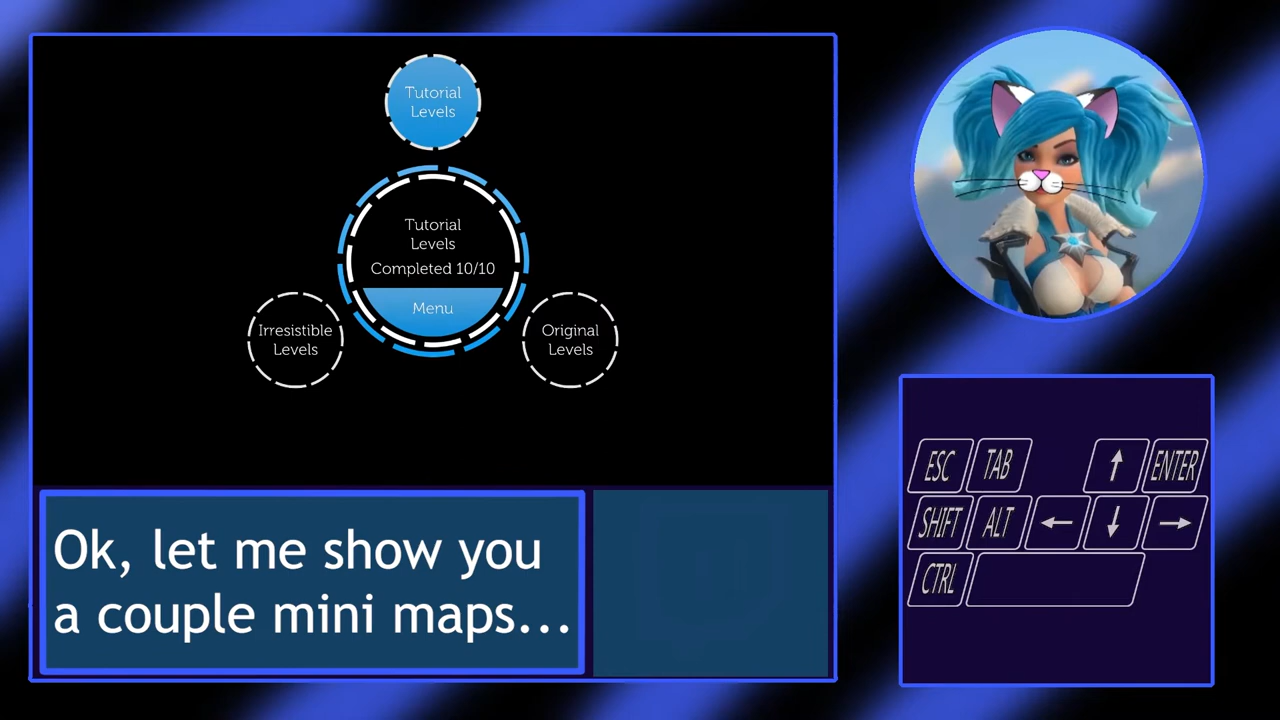 Tutorial
Levels
Tutorial
Levels
Completed 10/10
Menu
Irresistible
Levels
Original
Levels
Ok, let me show you
a couple mini maps...
ESC TAB ↑ ENTER
SHIFT ALT ← ↓ →
CTRL